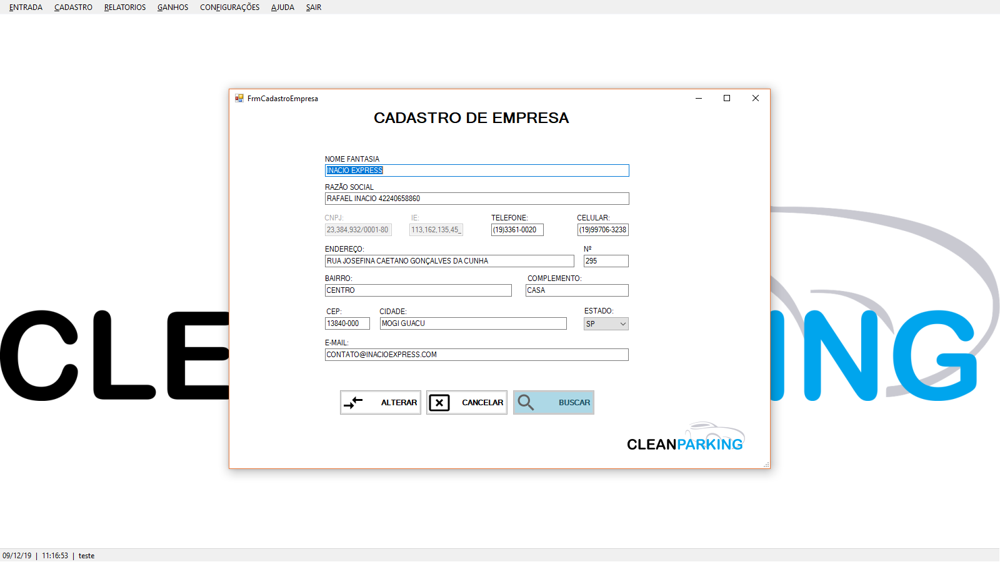 ENTRADA CADASTRO RELATORIOS GANHOS CONFIGURAÇÕES AJUDA SAIR
FrmCadastroEmpresa
CADASTRO DE EMPRESA
NOME FANTASIA
INACIO EXPRESS
RAZÃO SOCIAL
RAFAEL INACIO 42240658860
CNPJ: IE: TELEFONE: CELULAR:
23,384,932/0001-80 113,162,135,45_ (19)3361-0020 (19)99706-3238
ENDEREÇO: Nº
RUA JOSEFINA CAETANO GONÇALVES DA CUNHA 295
BAIRRO: COMPLEMENTO:
CENTRO CASA
CEP: CIDADE: ESTADO:
13840-000 MOGI GUACU SP
E-MAIL:
CONTATO@INACIOEXPRESS.COM
ALTERAR CANCELAR BUSCAR
CLEANPARKING
CLE ING
09/12/19 | 11:16:53 | teste